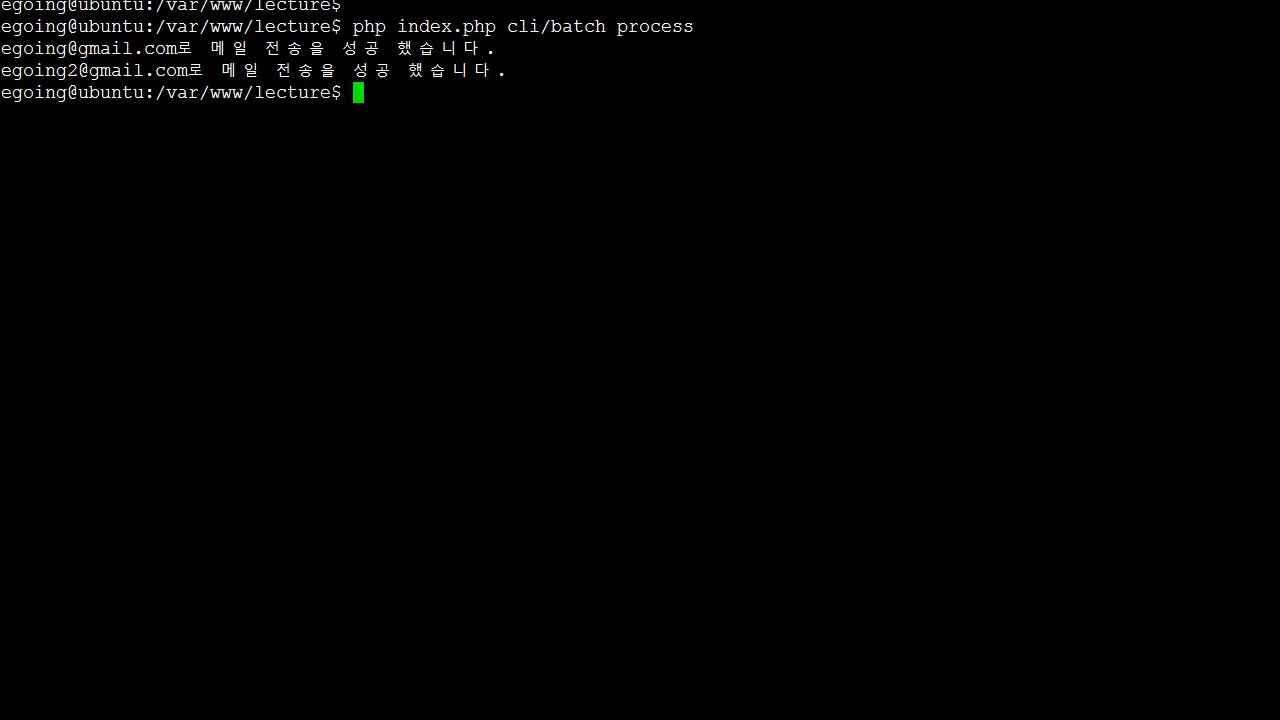 egoing@ubuntu:/var/www/lecture$
egoing@ubuntu:/var/www/lecture$ php index.php cli/batch process
egoing@gmail.com로 메일 전송을 성공 했습니다.
egoing2@gmail.com로 메일 전송을 성공 했습니다.
egoing@ubuntu:/var/www/lecture$